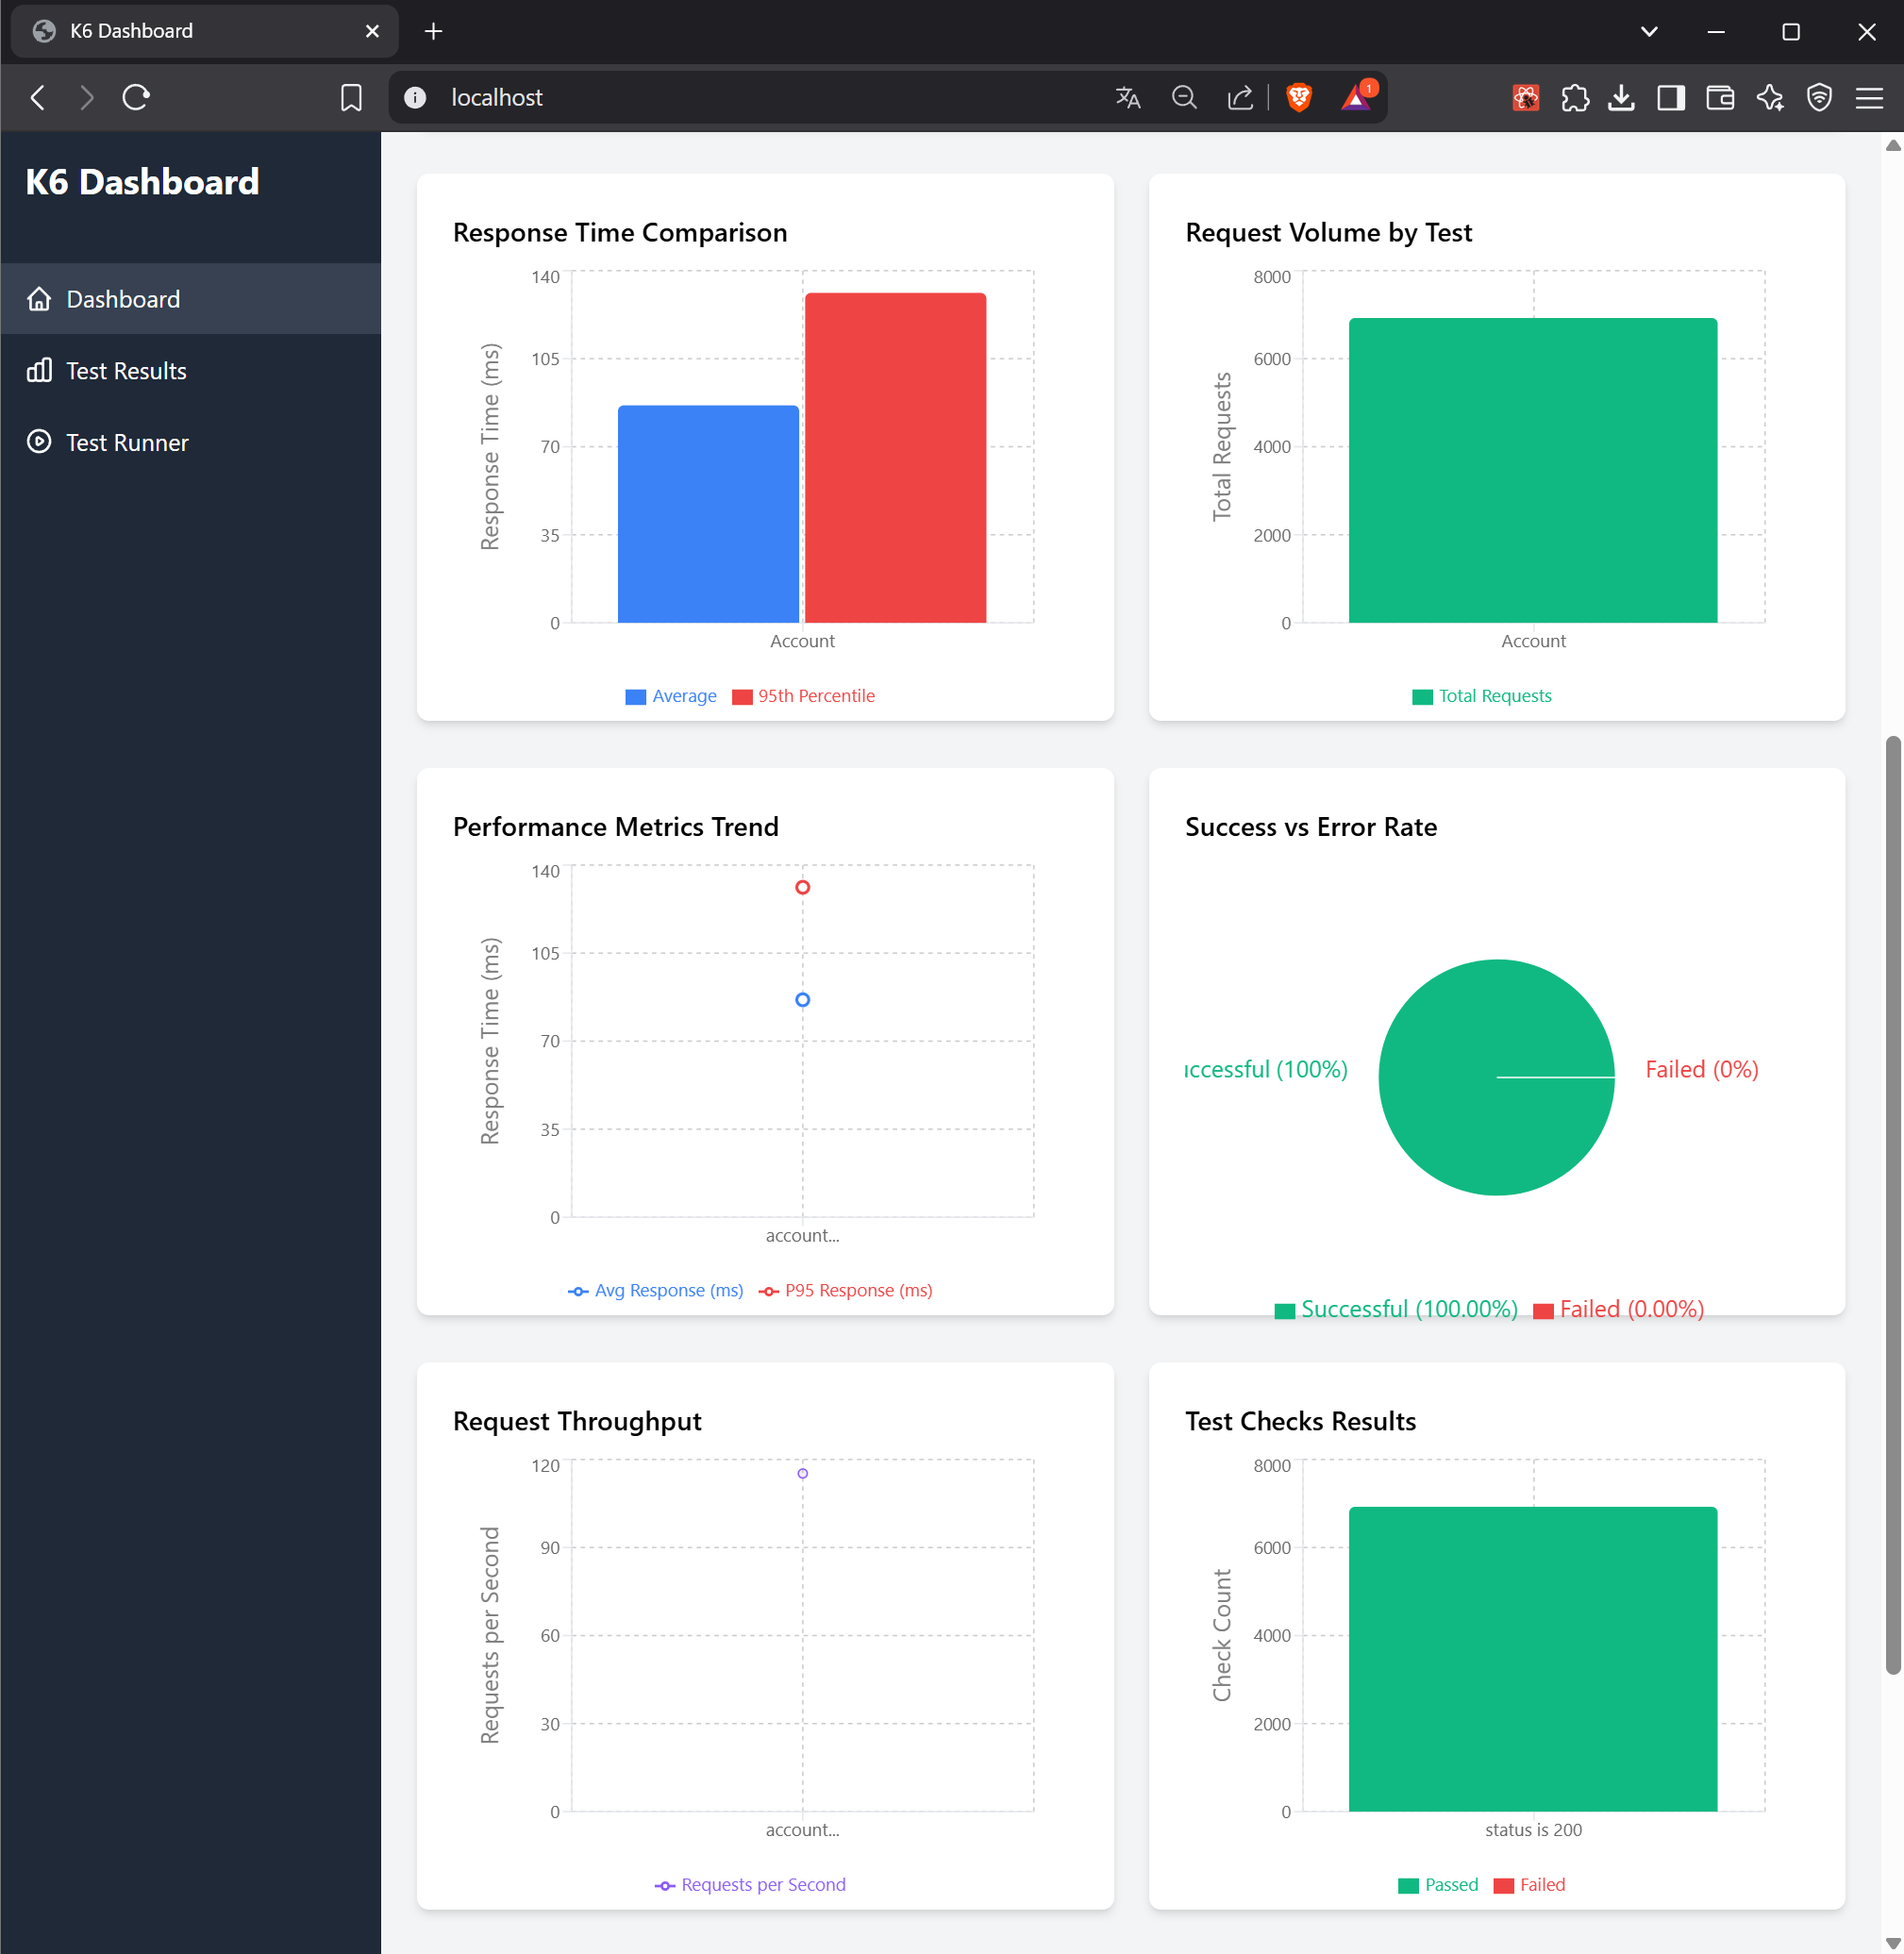 K6 Dashboard
localhost
1
K6 Dashboard
Dashboard
Test Results
Test Runner
Response Time Comparison
140
105
70
35
0
Response Time (ms)
Account
Average
95th Percentile
Request Volume by Test
8000
6000
4000
2000
0
Total Requests
Account
Total Requests
Performance Metrics Trend
140
105
70
35
0
Response Time (ms)
account...
Avg Response (ms)
P95 Response (ms)
Success vs Error Rate
uccessful (100%)
Failed (0%)
Successful (100.00%)
Failed (0.00%)
Request Throughput
120
90
60
30
0
Requests per Second
account...
Requests per Second
Test Checks Results
8000
6000
4000
2000
0
Check Count
status is 200
Passed
Failed